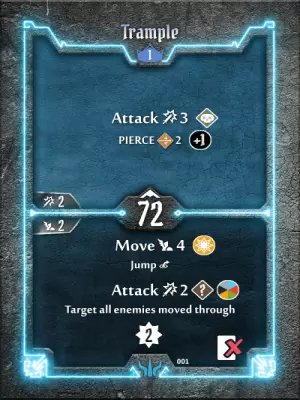 Trample
1
Attack 3
PIERCE 2 +1
2
72
2
Move 4
Jump
Attack 2 ?
Target all enemies moved through
2
001